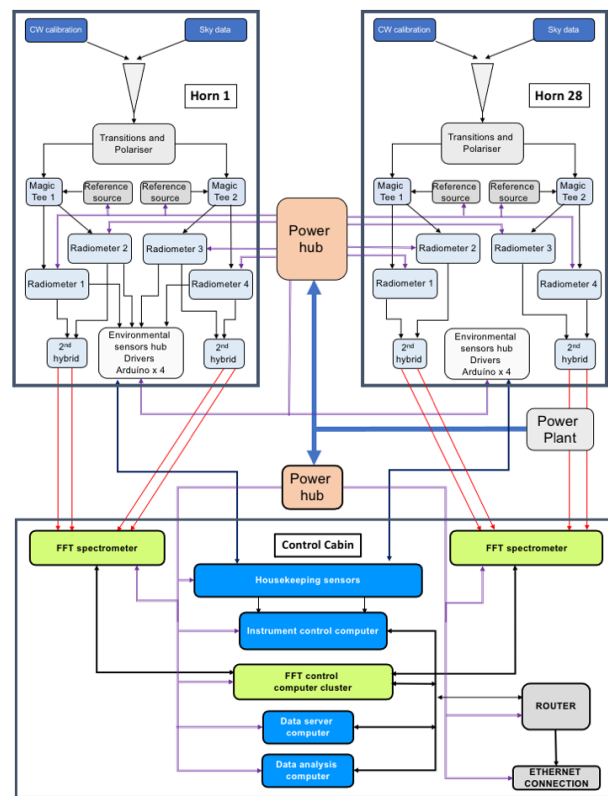 CW calibration
Sky data
Horn 1
Transitions and
Polariser
Magic
Tee 1
Reference
source
Reference
source
Magic
Tee 2
Radiometer 2
Radiometer 3
Radiometer 1
Radiometer 4
2nd
hybrid
Environmental
sensors hub
Drivers
Arduíno x 4
2nd
hybrid
CW calibration
Sky data
Horn 28
Transitions and
Polariser
Magic
Tee 1
Reference
source
Reference
source
Magic
Tee 2
Radiometer 2
Radiometer 3
Radiometer 1
Radiometer 4
2nd
hybrid
Environmental
sensors hub
Drivers
Arduíno x 4
2nd
hybrid
Power
hub
Power
Plant
Power
hub
Control Cabin
FFT spectrometer
FFT spectrometer
Housekeeping sensors
Instrument control computer
FFT control
computer cluster
Data server
computer
Data analysis
computer
ROUTER
ETHERNET
CONNECTION